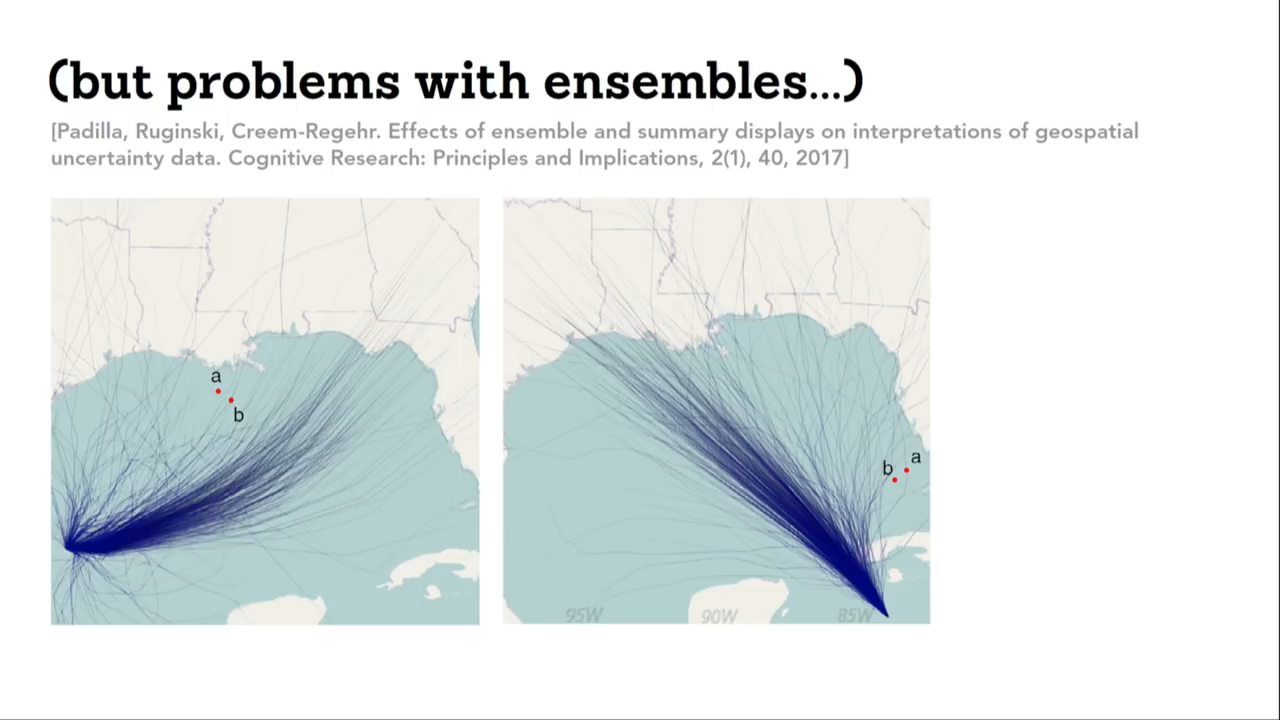 (but problems with ensembles...)
[Padilla, Ruginski, Creem-Regehr. Effects of ensemble and summary displays on interpretations of geospatial
uncertainty data. Cognitive Research: Principles and Implications, 2(1), 40, 2017]
a
b
b
a
95W
90W
85W